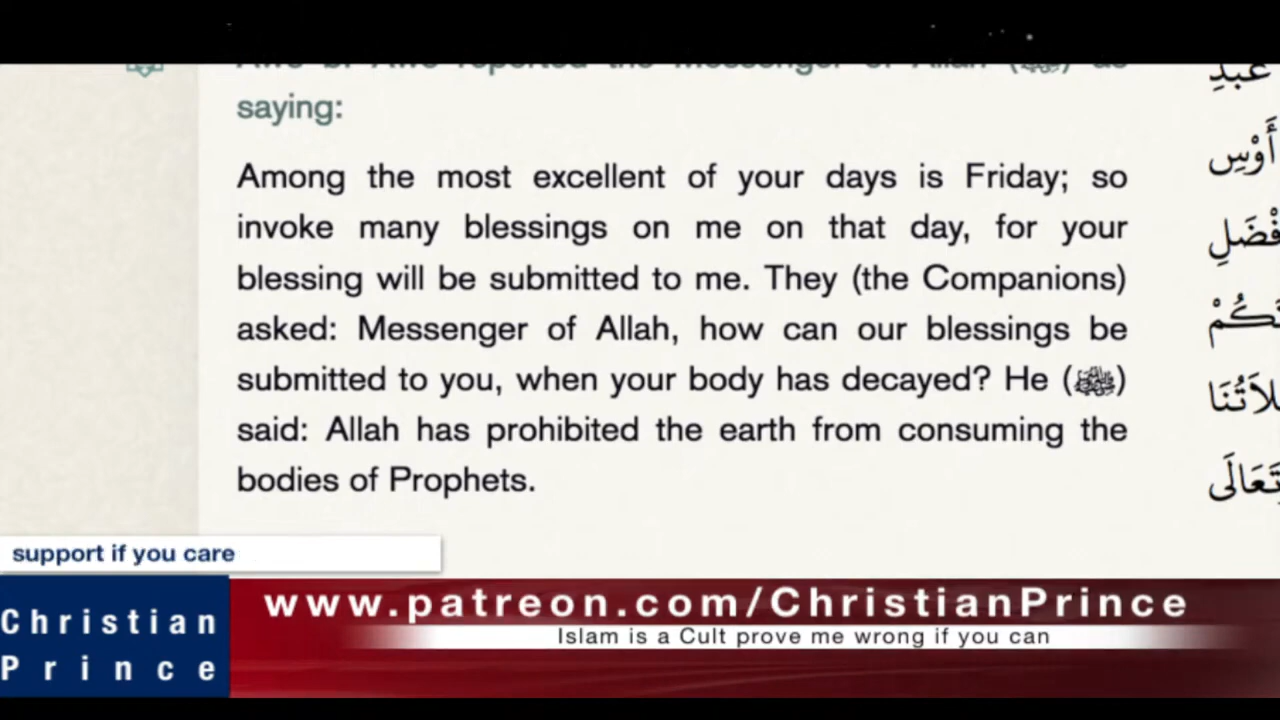 saying:
Among the most excellent of your days is Friday; so
invoke many blessings on me on that day, for your
blessing will be submitted to me. They (the Companions)
asked: Messenger of Allah, how can our blessings be
submitted to you, when your body has decayed? He (ﷺ)
said: Allah has prohibited the earth from consuming the
bodies of Prophets.
أَوْسِ
support if you care
Christian
Prince
www.patreon.com/ChristianPrince
Islam is a Cult prove me wrong if you can